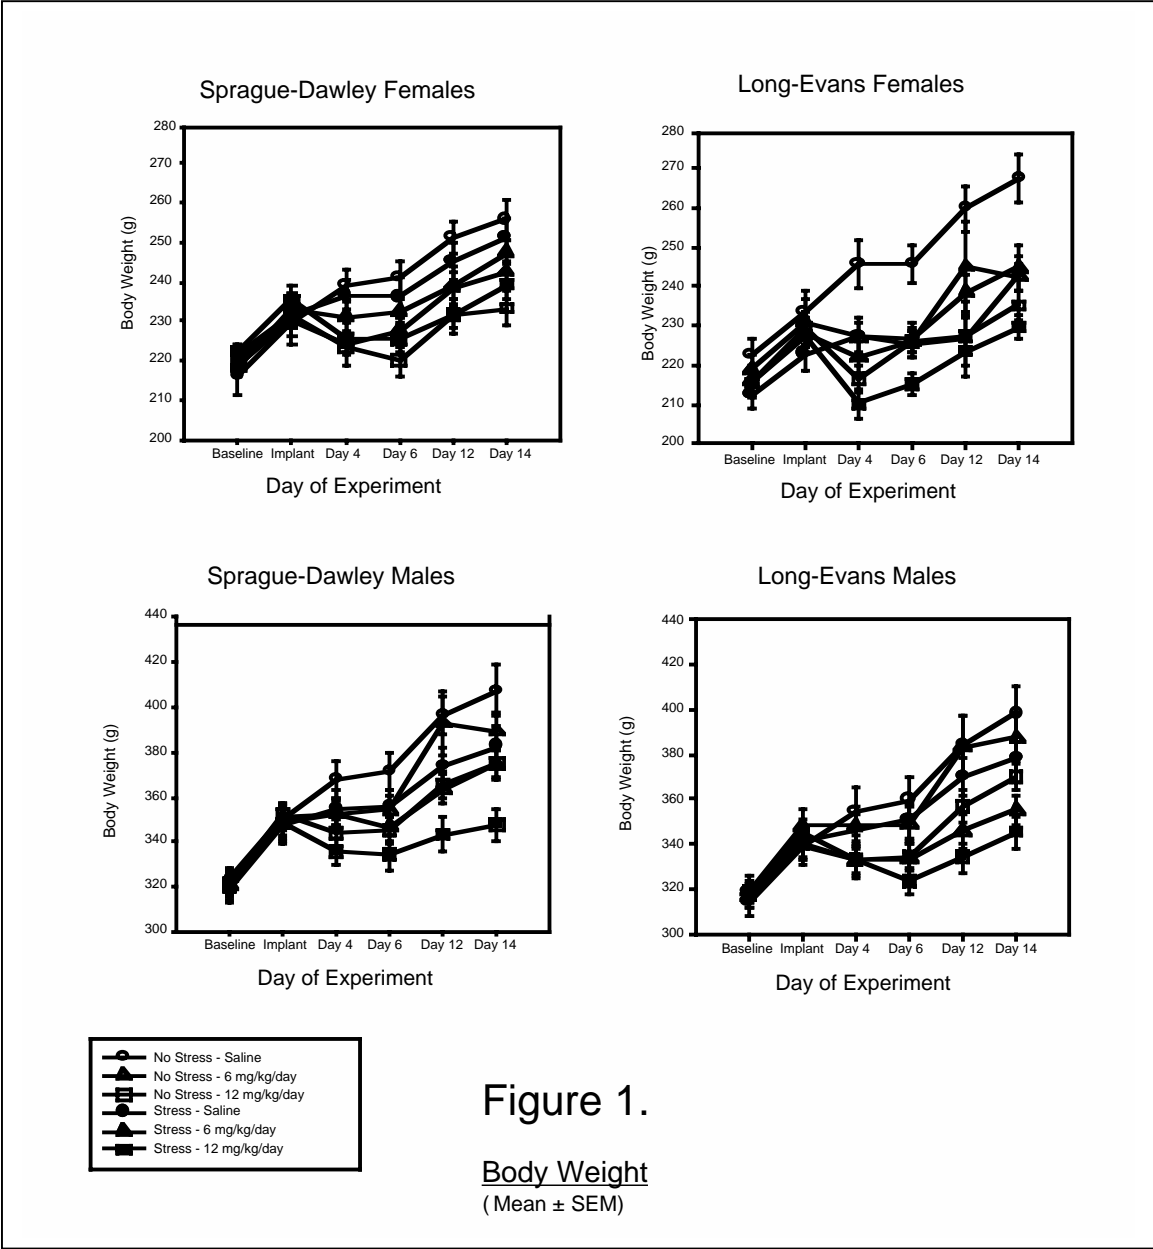 Sprague-Dawley Females
280
270
260
250
240
230
220
210
200
Body Weight (g)
Baseline Implant Day 4 Day 6 Day 12 Day 14
Day of Experiment
Long-Evans Females
280
270
260
250
240
230
220
210
200
Body Weight (g)
Baseline Implant Day 4 Day 6 Day 12 Day 14
Day of Experiment
Sprague-Dawley Males
440
420
400
380
360
340
320
300
Body Weight (g)
Baseline Implant Day 4 Day 6 Day 12 Day 14
Day of Experiment
Long-Evans Males
440
420
400
380
360
340
320
300
Body Weight (g)
Baseline Implant Day 4 Day 6 Day 12 Day 14
Day of Experiment
No Stress - Saline
No Stress - 6 mg/kg/day
No Stress - 12 mg/kg/day
Stress - Saline
Stress - 6 mg/kg/day
Stress - 12 mg/kg/day
Figure 1.
Body Weight
( Mean ± SEM)